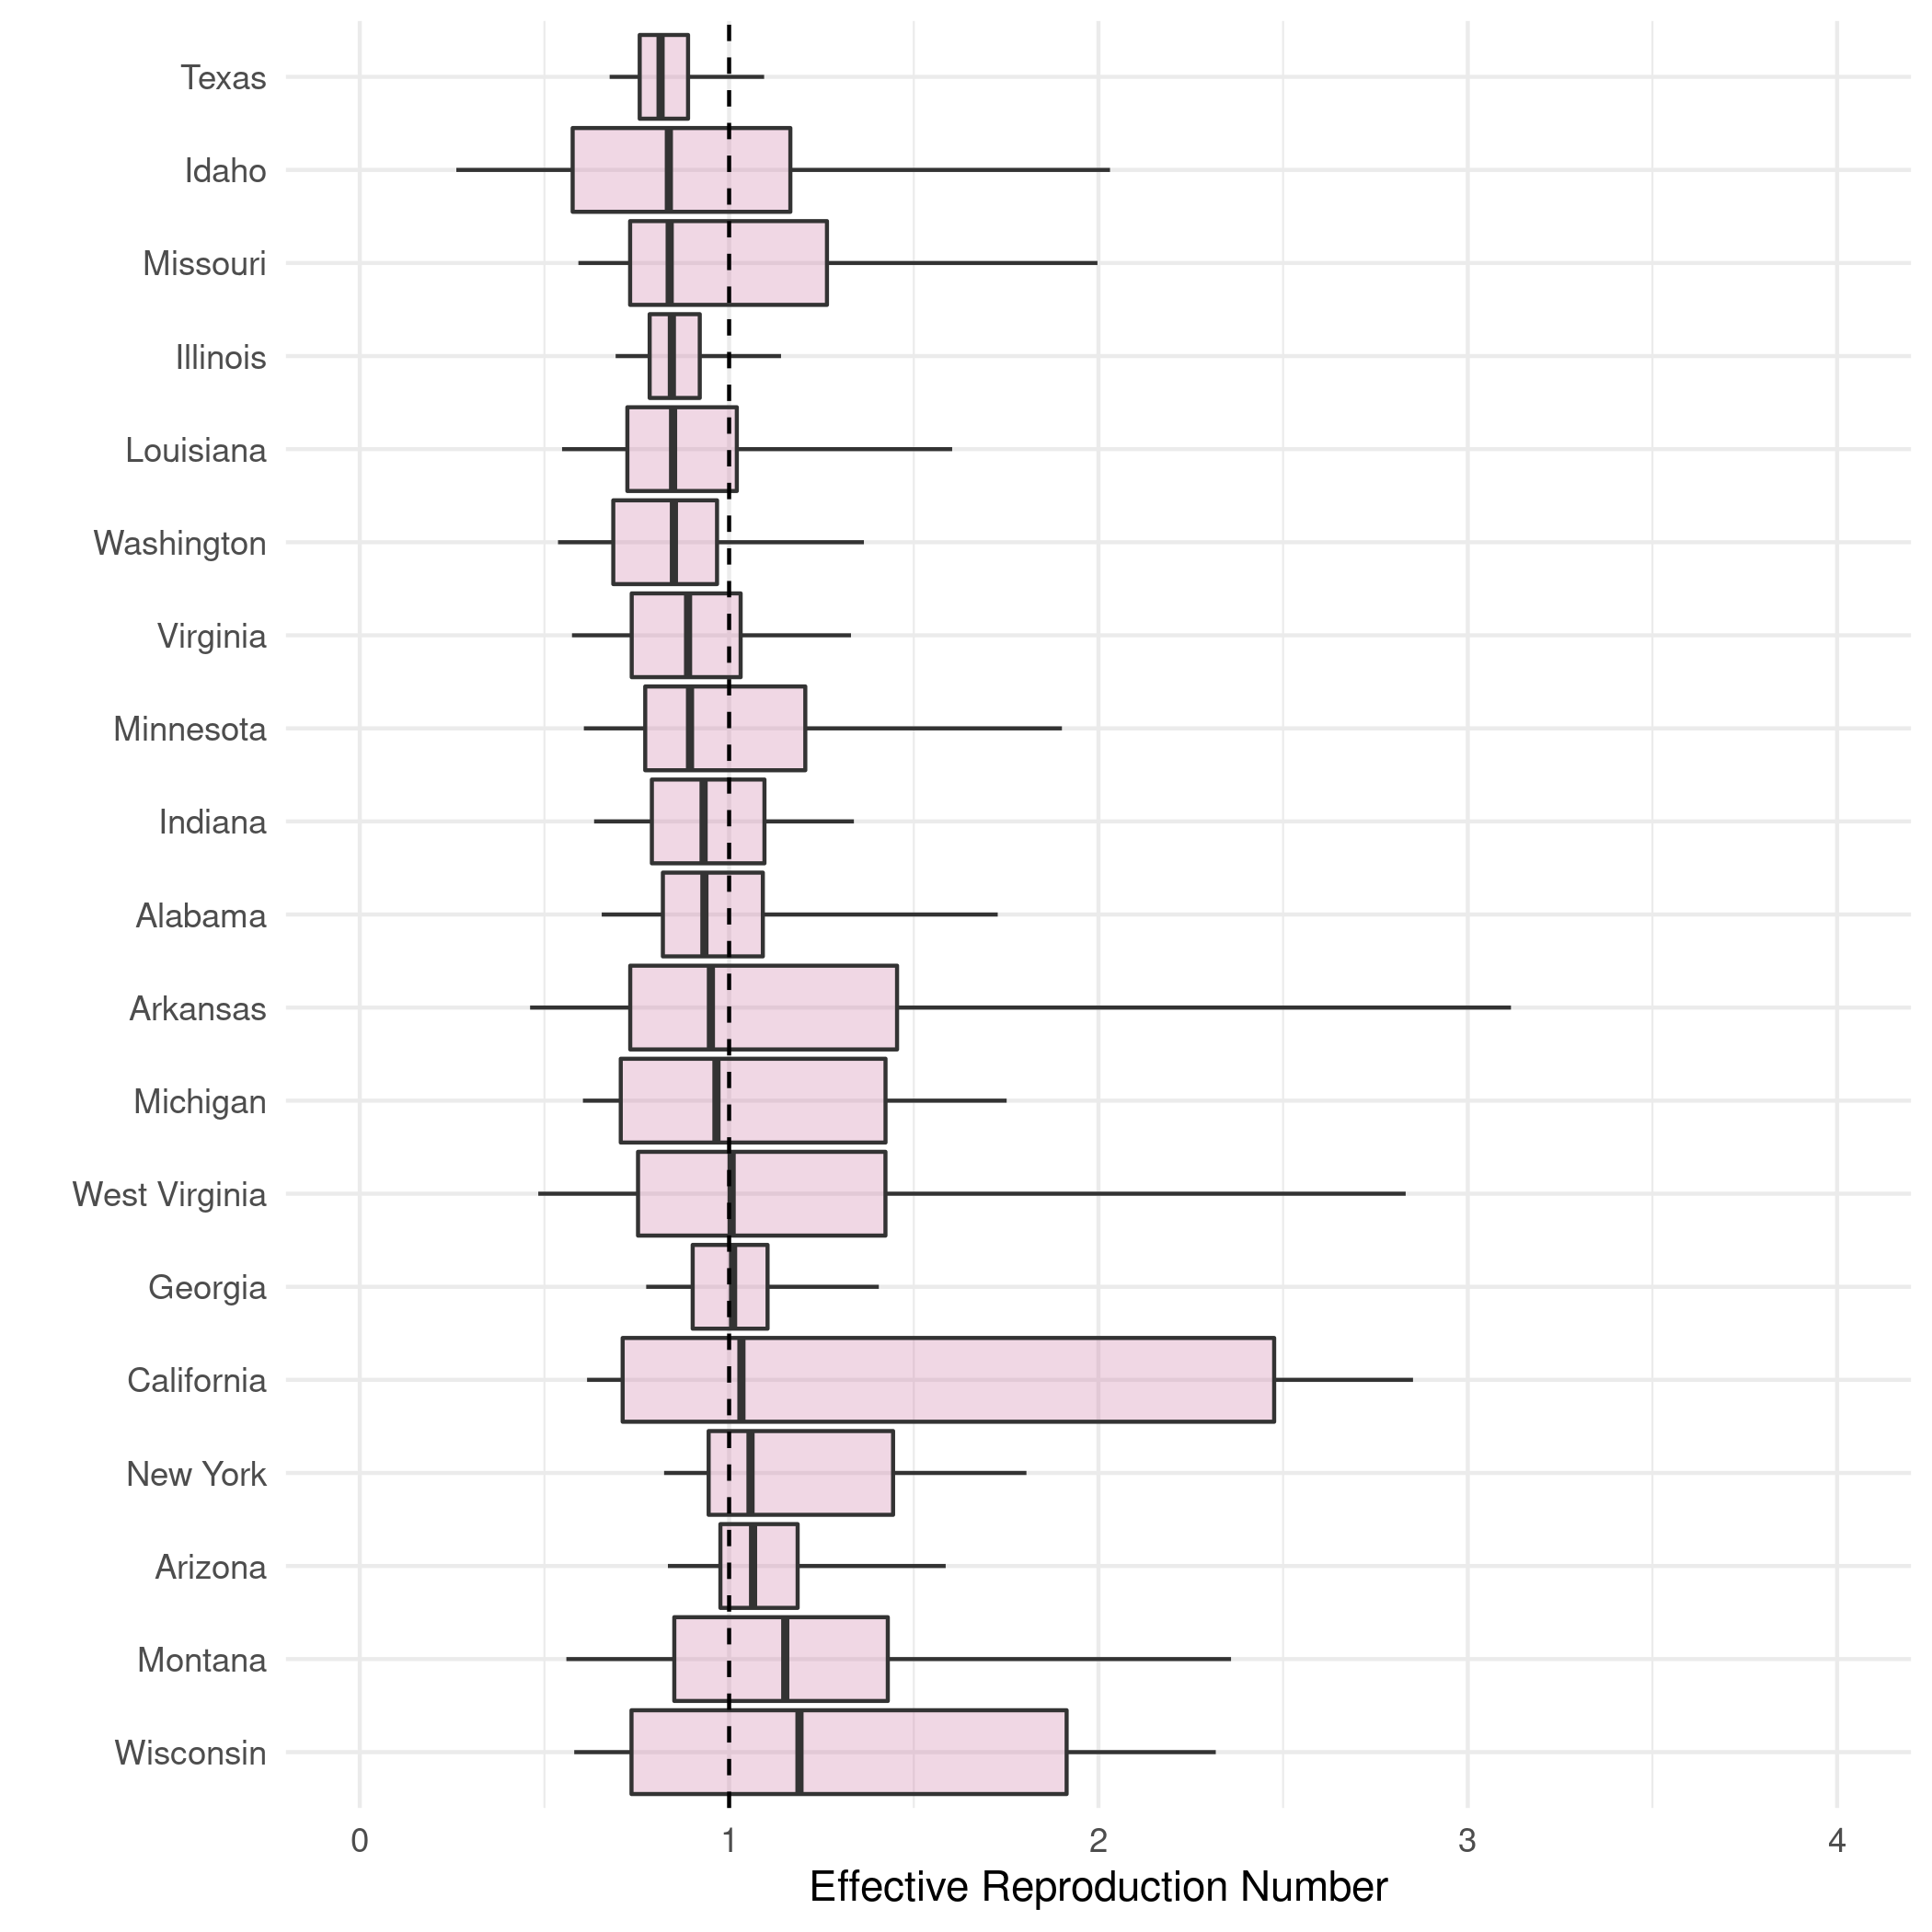 Texas
Idaho
Missouri
Illinois
Louisiana
Washington
Virginia
Minnesota
Indiana
Alabama
Arkansas
Michigan
West Virginia
Georgia
California
New York
Arizona
Montana
Wisconsin
0 1 2 3 4
Effective Reproduction Number